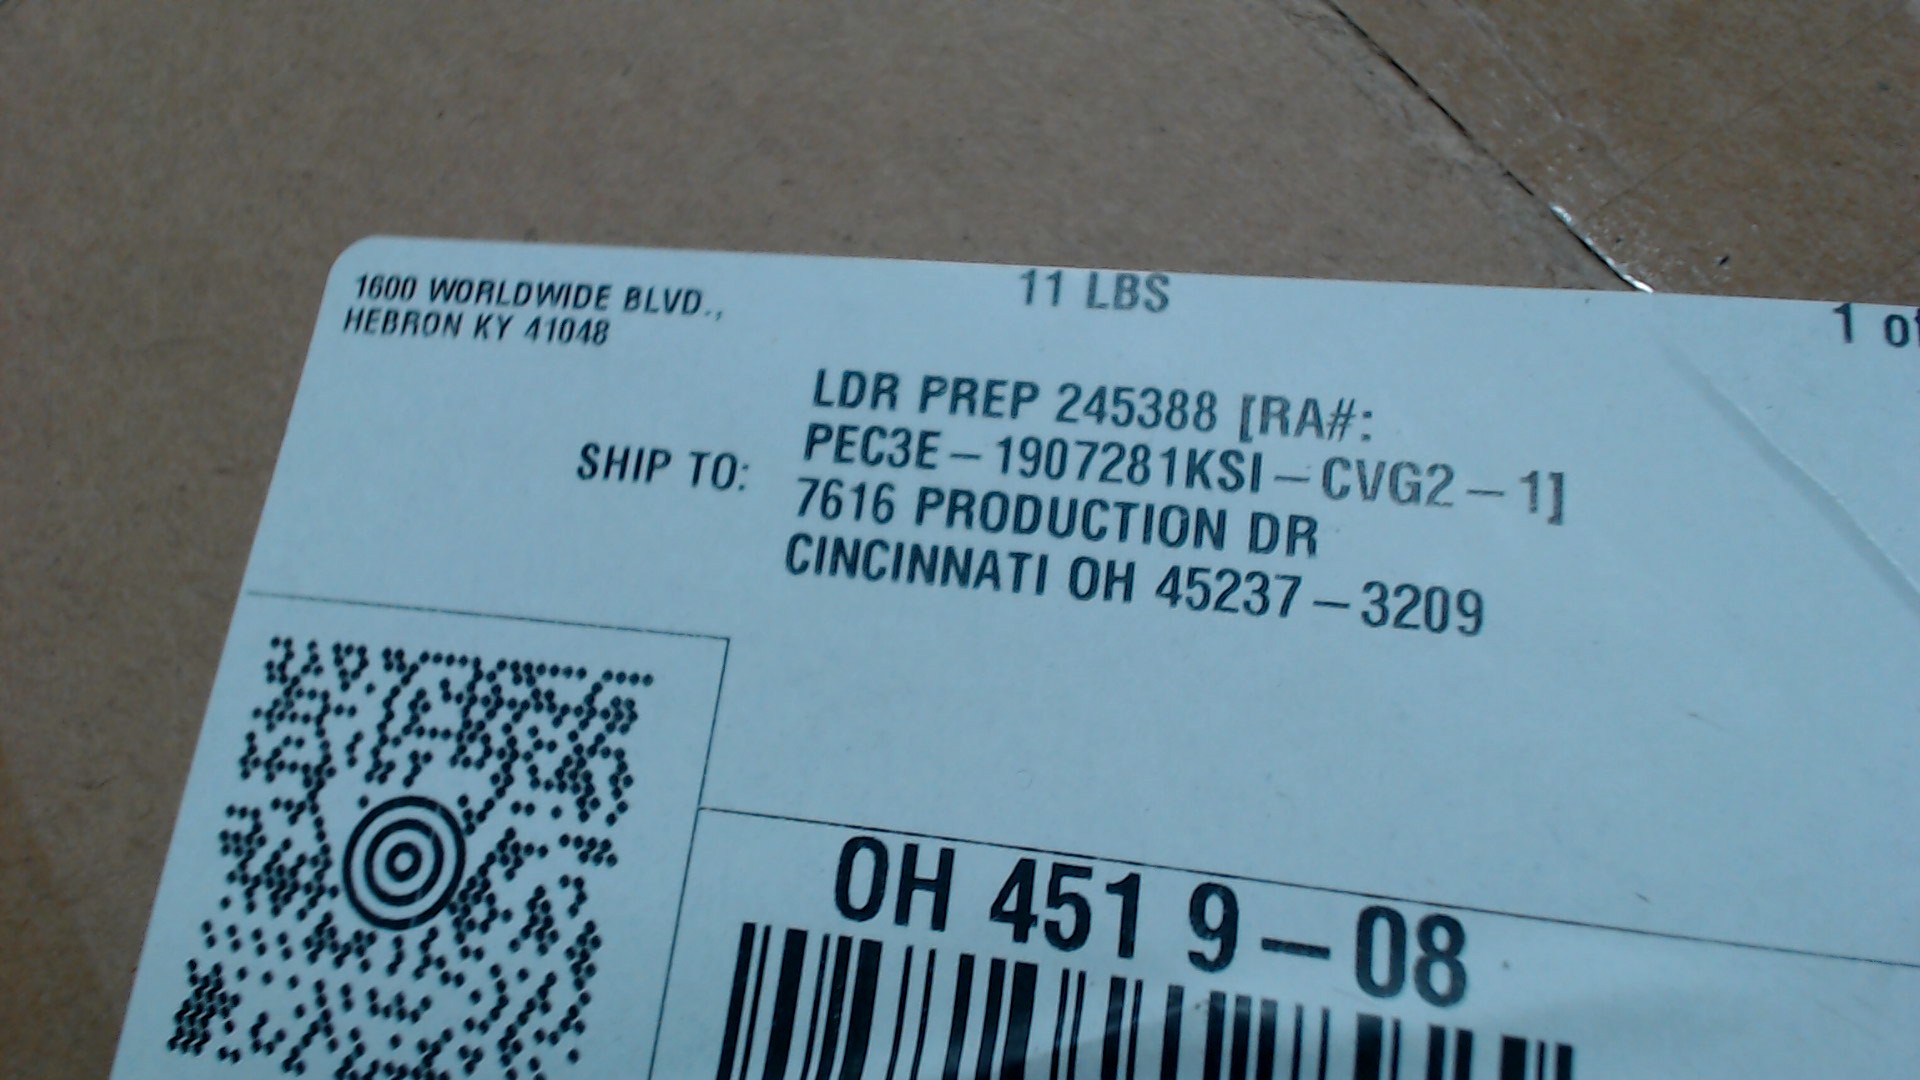 1600 WORLDWIDE BLVD.,
HEBRON KY 41048
11 LBS
1 of
SHIP TO:
LDR PREP 245388 [RA#:
PEC3E-1907281KSI-CVG2-1]
7616 PRODUCTION DR
CINCINNATI OH 45237-3209
OH 451 9-08